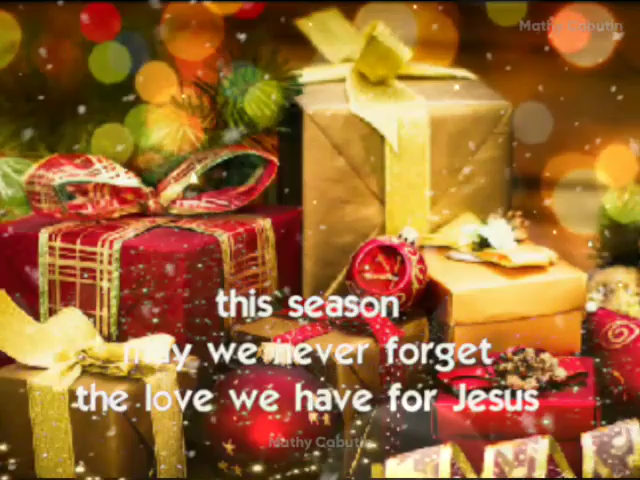 Mathy Cabutin
this season
may we never forget
the love we have for Jesus
Mathy Cabutin